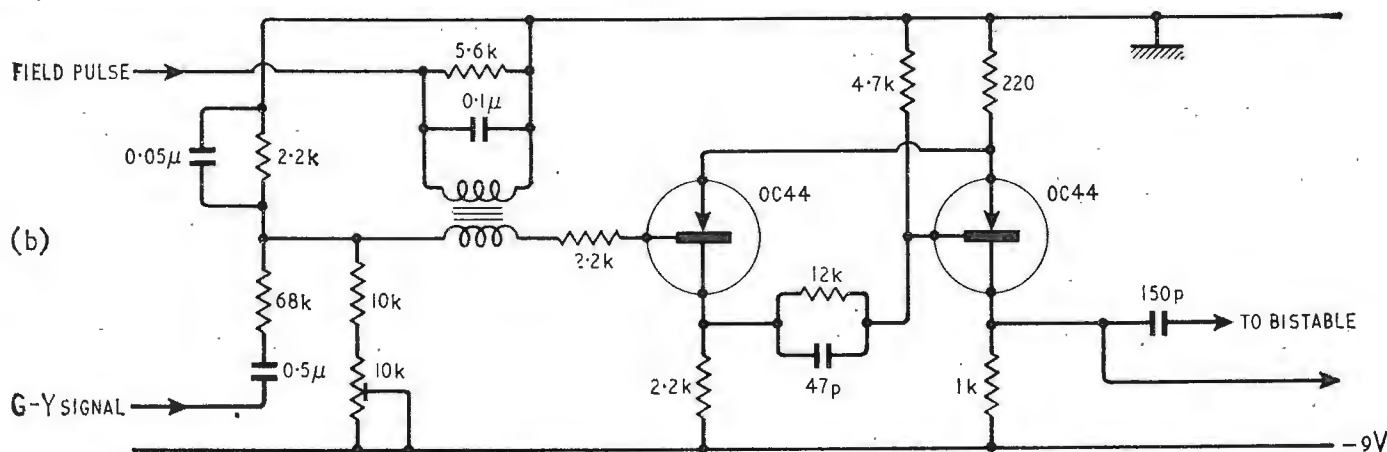 5·6k
FIELD PULSE
4·7k
220
0·1μ
0·05μ
2·2k
OC44
OC44
(b)
2·2k
68k
10k
12k
150p
TO BISTABLE
0·5μ
10k
2·2k
47p
1k
G-Y SIGNAL
-9V